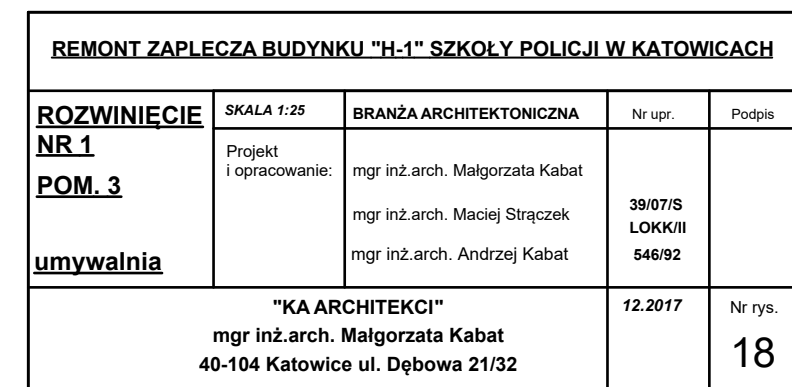 REMONT ZAPLECZA BUDYNKU "H-1" SZKOŁY POLICJI W KATOWICACH
ROZWINIĘCIE
NR 1
POM. 3
umywalnia
SKALA 1:25
BRANŻA ARCHITEKTONICZNA
Nr upr.
Podpis
Projekt
i opracowanie:
mgr inż.arch. Małgorzata Kabat
mgr inż.arch. Maciej Strączek
mgr inż.arch. Andrzej Kabat
39/07/S
LOKK/II
546/92
"KA ARCHITEKCI"
mgr inż.arch. Małgorzata Kabat
40-104 Katowice ul. Dębowa 21/32
12.2017
Nr rys.
18